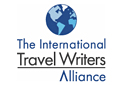 The International
Travel Writers
Alliance